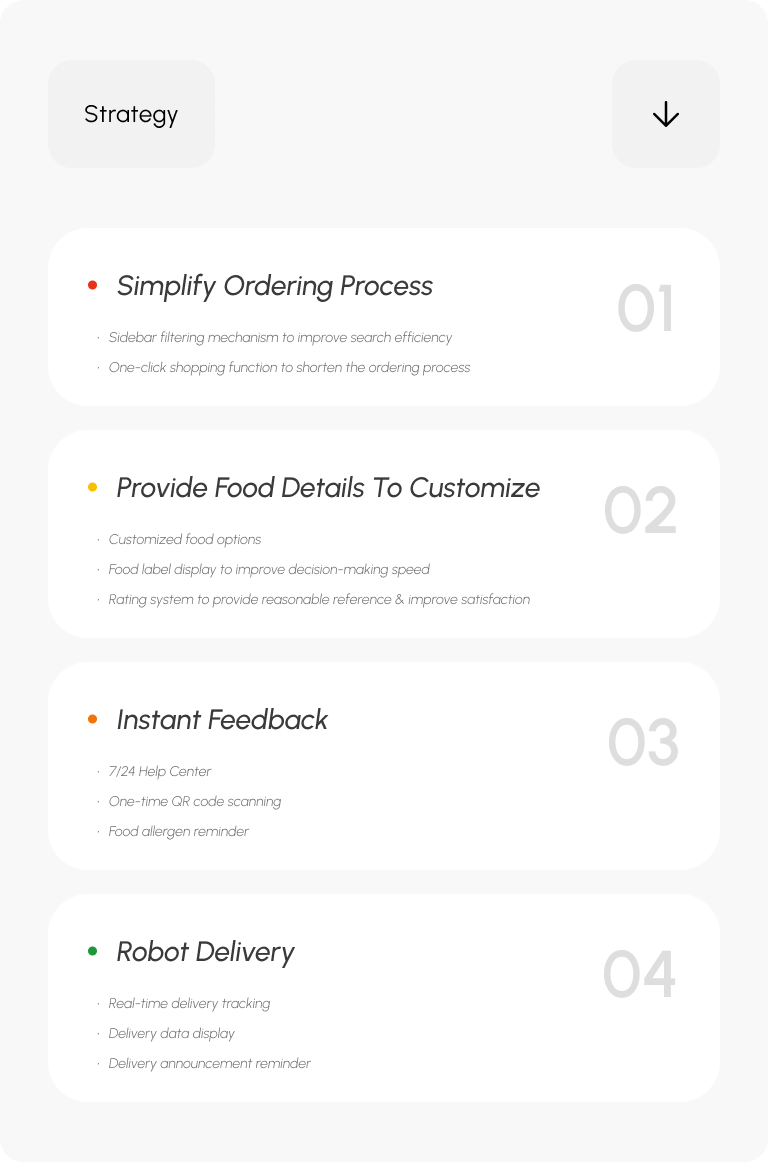 Strategy
Simplify Ordering Process
01
· Sidebar filtering mechanism to improve search efficiency
· One-click shopping function to shorten the ordering process
Provide Food Details To Customize
02
· Customized food options
· Food label display to improve decision-making speed
· Rating system to provide reasonable reference & improve satisfaction
Instant Feedback
03
· 7/24 Help Center
· One-time QR code scanning
· Food allergen reminder
Robot Delivery
04
· Real-time delivery tracking
· Delivery data display
· Delivery announcement reminder